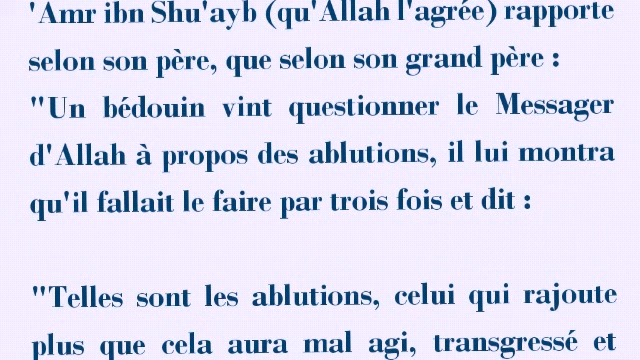 'Amr ibn Shu'ayb (qu'Allah l'agrée) rapporte
selon son père, que selon son grand père :
"Un bédouin vint questionner le Messager
d'Allah à propos des ablutions, il lui montra
qu'il fallait le faire par trois fois et dit :
"Telles sont les ablutions, celui qui rajoute
plus que cela aura mal agi, transgressé et